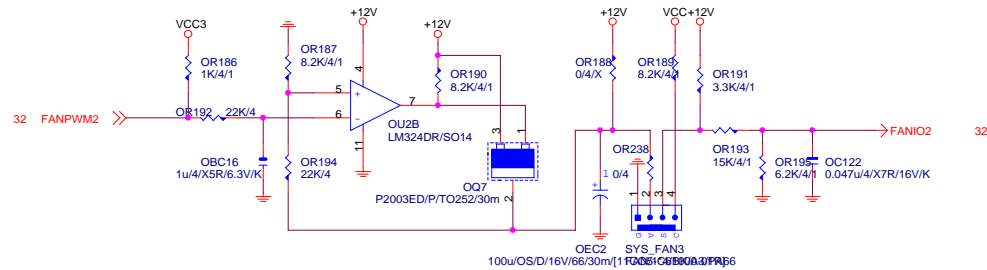 +12V
+12V
+12V
VCC +12V
VCC3
OR186
1K/4/1
OR187
8.2K/4/1
OR188
0/4/X
OR189
8.2K/4/1
OR190
8.2K/4/1
OR191
3.3K/4/1
4
5
+
6
-
7
11
32 FANPWM2
OR192 22K/4
OU2B
LM324DR/SO14
3
1
FANIO2 32
OBC16
1u/4/X5R/6.3V/K
OR194
22K/4
OQ7
P2003ED/P/TO252/30m
2
OR238
0/4
1
+
OR193
15K/4/1
OR195
6.2K/4/1
OC122
0.047u/4/X7R/16V/K
1
2
3
4
G
V
S
C
OEC2
SYS_FAN3
100u/OS/D/16V/66/30m/